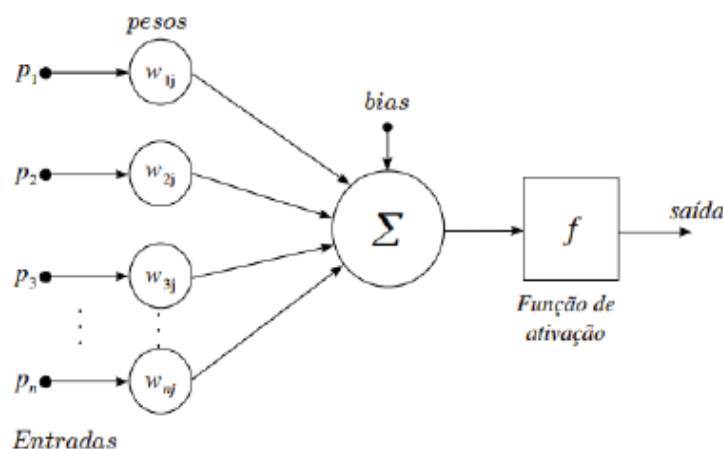 pesos
p1 w1j
bias
p2 w2j
Σ f saída
p3 w3j
Função de
ativação
pn wnj
Entradas